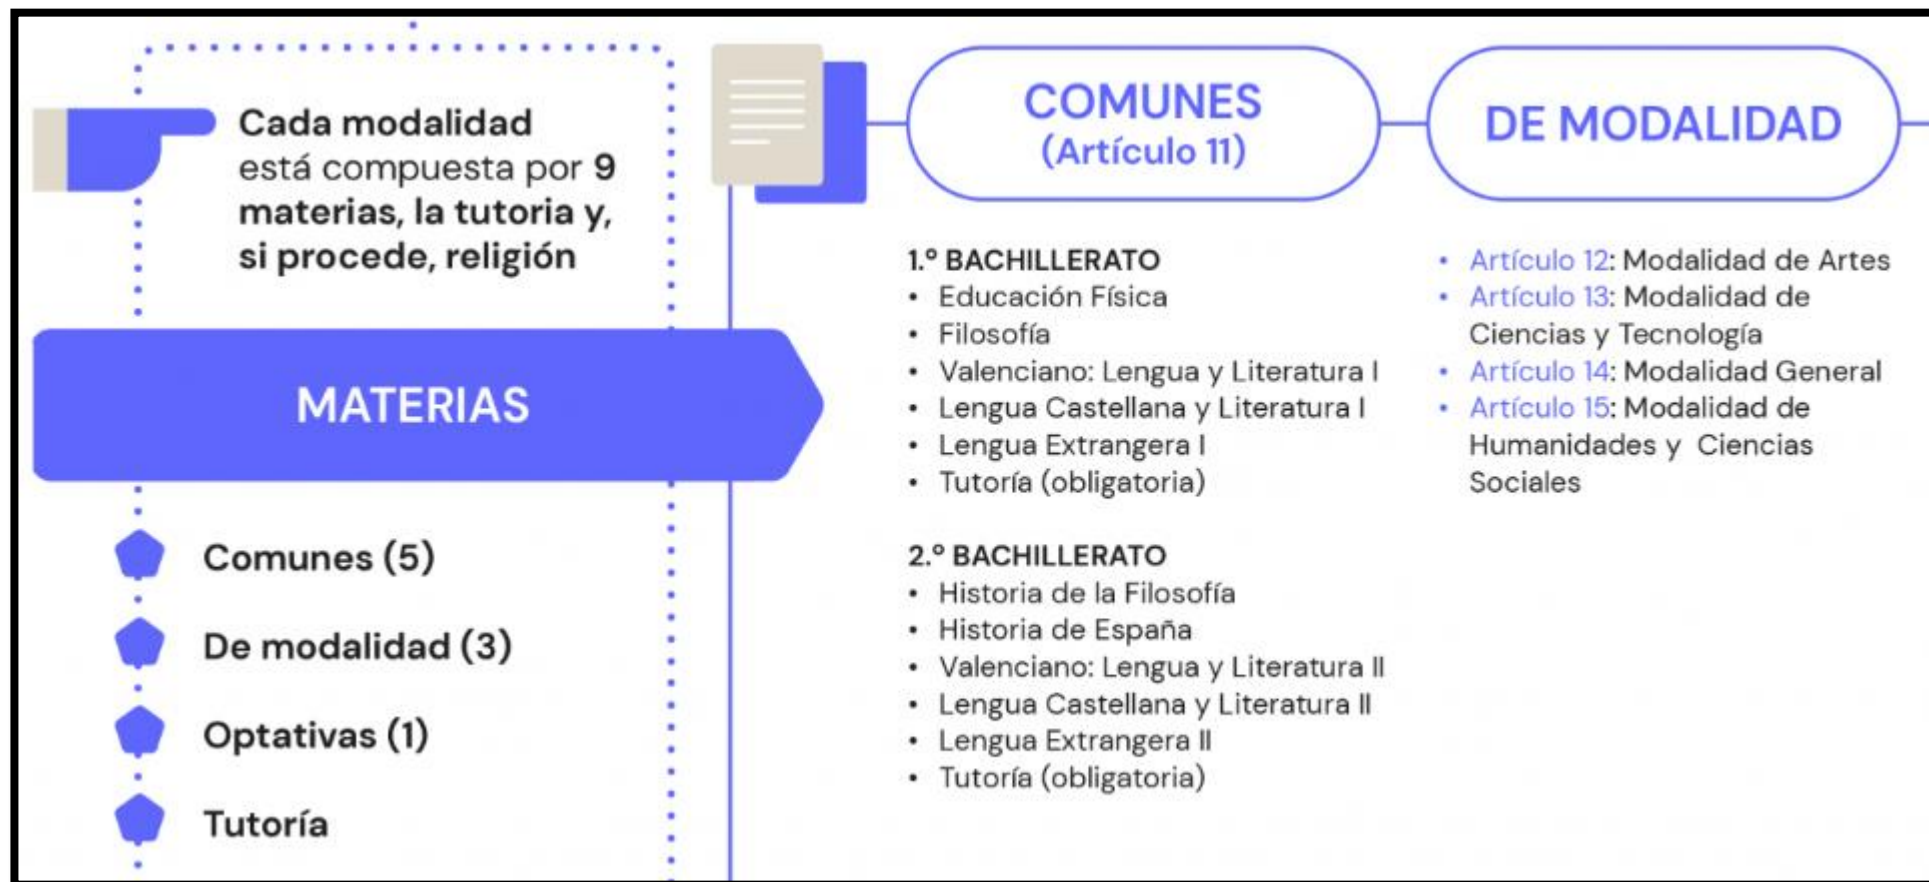 Cada modalidad
está compuesta por 9
materias, la tutoria y,
si procede, religión
MATERIAS
Comunes (5)
De modalidad (3)
Optativas (1)
Tutoría
COMUNES
(Artículo 11)
1.º BACHILLERATO
• Educación Física
• Filosofía
• Valenciano: Lengua y Literatura I
• Lengua Castellana y Literatura I
• Lengua Extrangera I
• Tutoría (obligatoria)
2.º BACHILLERATO
• Historia de la Filosofía
• Historia de España
• Valenciano: Lengua y Literatura II
• Lengua Castellana y Literatura II
• Lengua Extrangera II
• Tutoría (obligatoria)
DE MODALIDAD
• Artículo 12: Modalidad de Artes
• Artículo 13: Modalidad de
Ciencias y Tecnología
• Artículo 14: Modalidad General
• Artículo 15: Modalidad de
Humanidades y Ciencias
Sociales